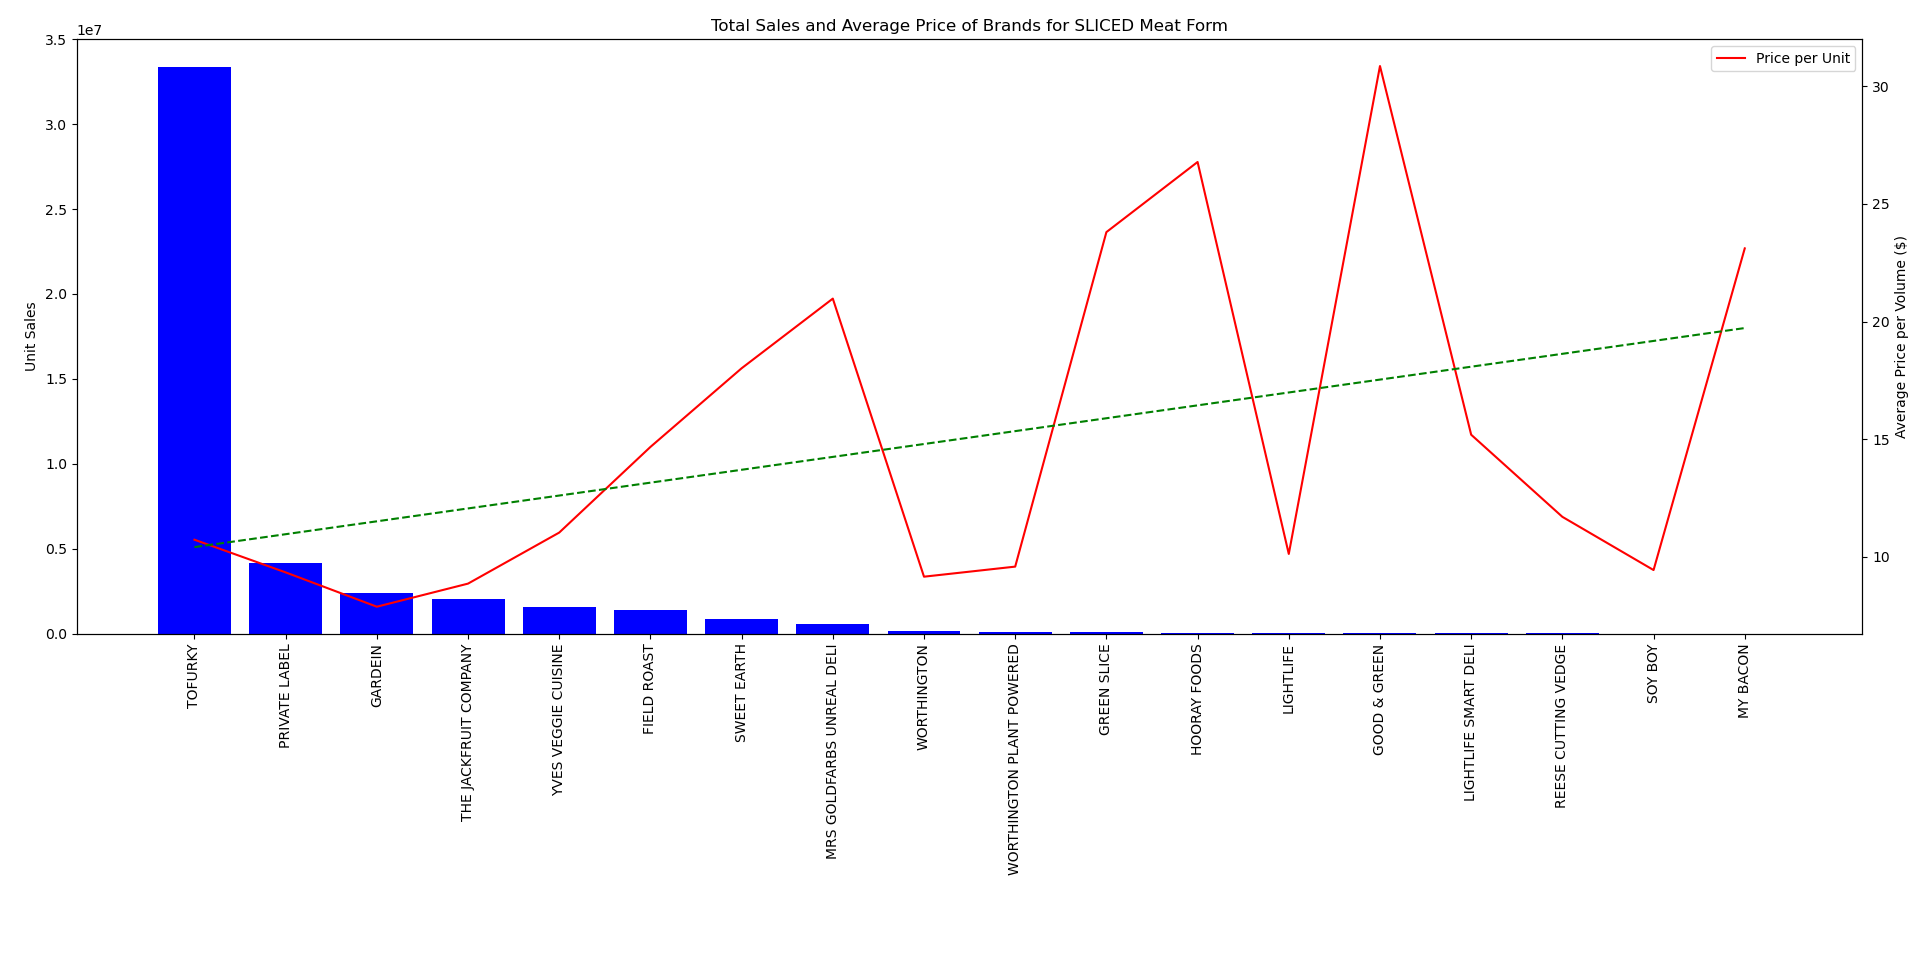 Total Sales and Average Price of Brands for SLICED Meat Form
1e7
3.5
3.0
2.5
2.0
1.5
1.0
0.5
0.0
Unit Sales
Price per Unit
30
25
20
15
10
Average Price per Volume ($)
TOFURKY
PRIVATE LABEL
GARDEIN
THE JACKFRUIT COMPANY
YVES VEGGIE CUISINE
FIELD ROAST
SWEET EARTH
MRS GOLDFARBS UNREAL DELI
WORTHINGTON
WORTHINGTON PLANT POWERED
GREEN SLICE
HOORAY FOODS
LIGHTLIFE
GOOD & GREEN
LIGHTLIFE SMART DELI
REESE CUTTING VEDGE
SOY BOY
MY BACON